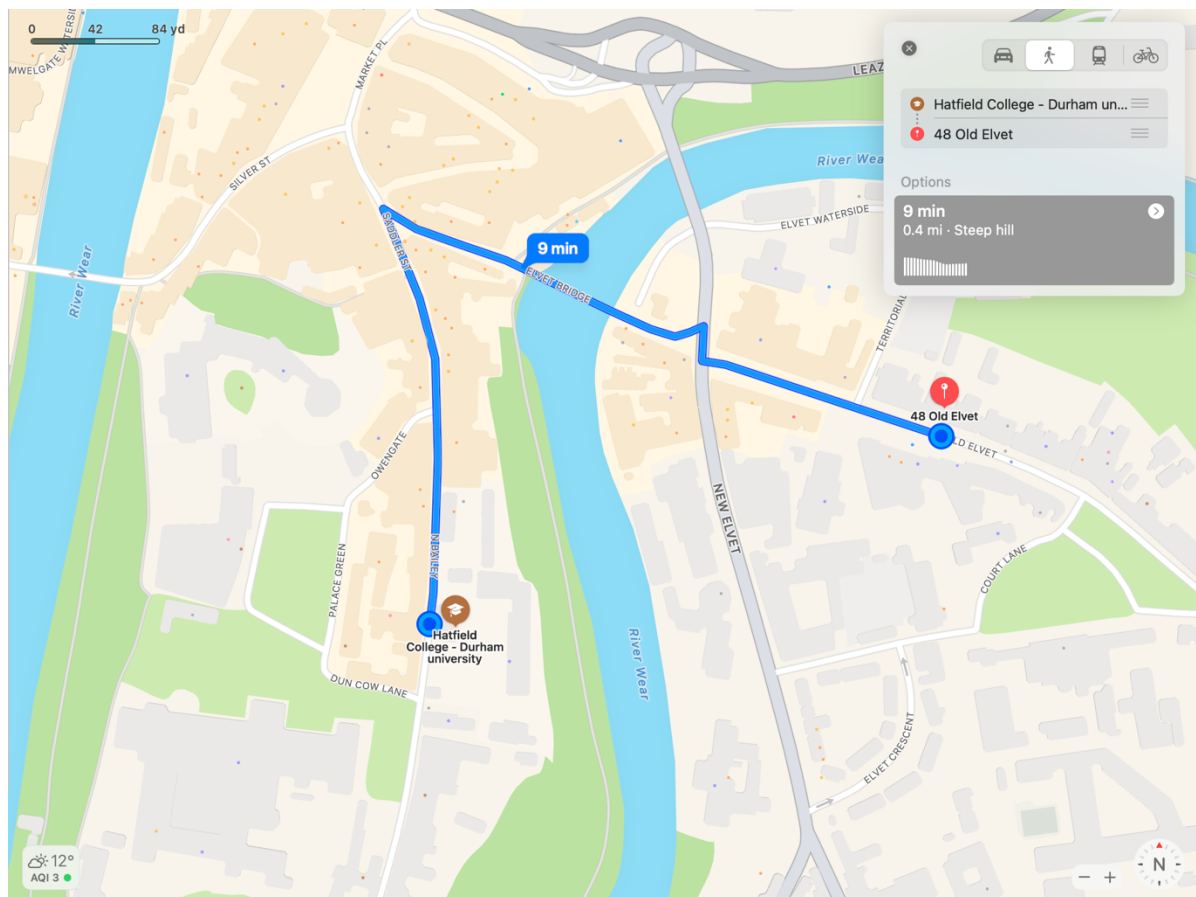 0 42 84 yd
MWELGATE WATERSID
MARKET PL
LEAZ
Hatfield College - Durham un...
48 Old Elvet
Options
9 min
0.4 mi · Steep hill
River Wear
ELVET WATERSIDE
SILVER ST
SADDLER ST
9 min
ELVET BRIDGE
River Wear
TERRITORIAL
48 Old Elvet
LD ELVET
OWENGATE
NEW ELVET
N BAILEY
PALACE GREEN
COURT LANE
Hatfield
College - Durham
university
River Wear
DUN COW LANE
ELVET CRESCENT
12°
AQI 3
N